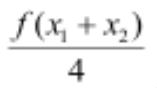 f(x₁ + x₂)
4